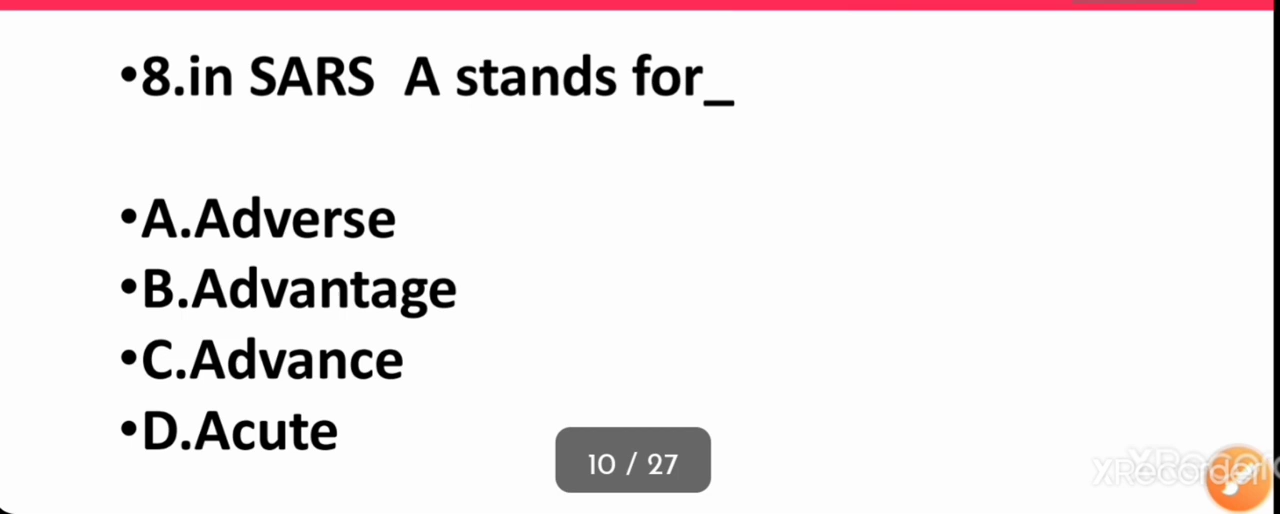 •8.in SARS  A stands for_
•A.Adverse
•B.Advantage
•C.Advance
•D.Acute
10 / 27
XRecorder